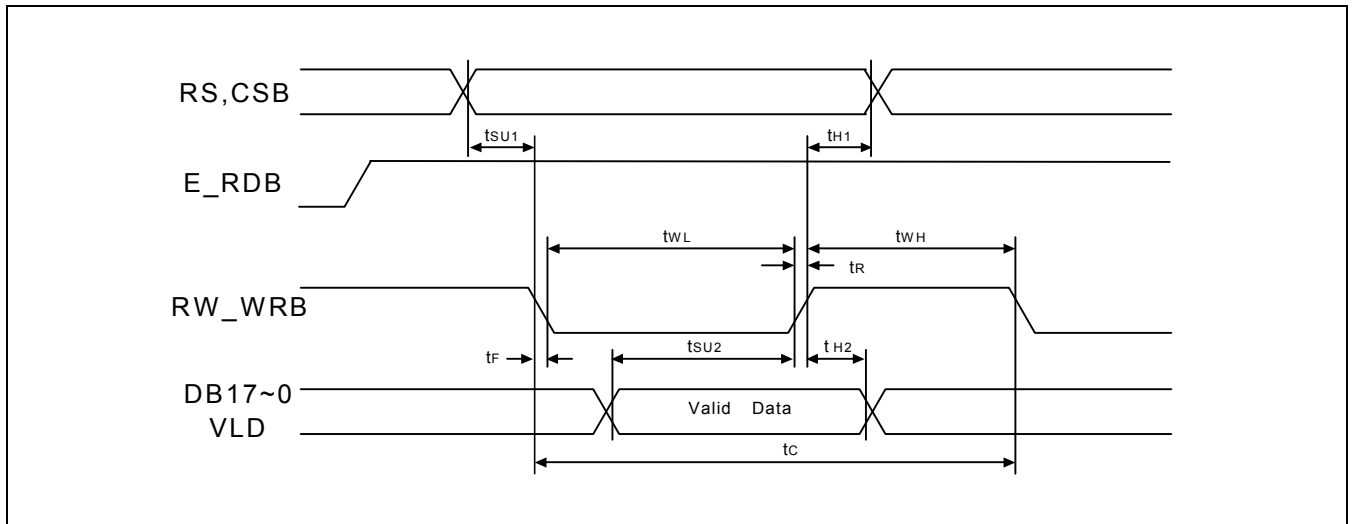 RS,CSB
tSU1
tH1
E_RDB
tWL
tWH
tR
RW_WRB
tF
tSU2
tH2
DB17~0
VLD
Valid Data
tC